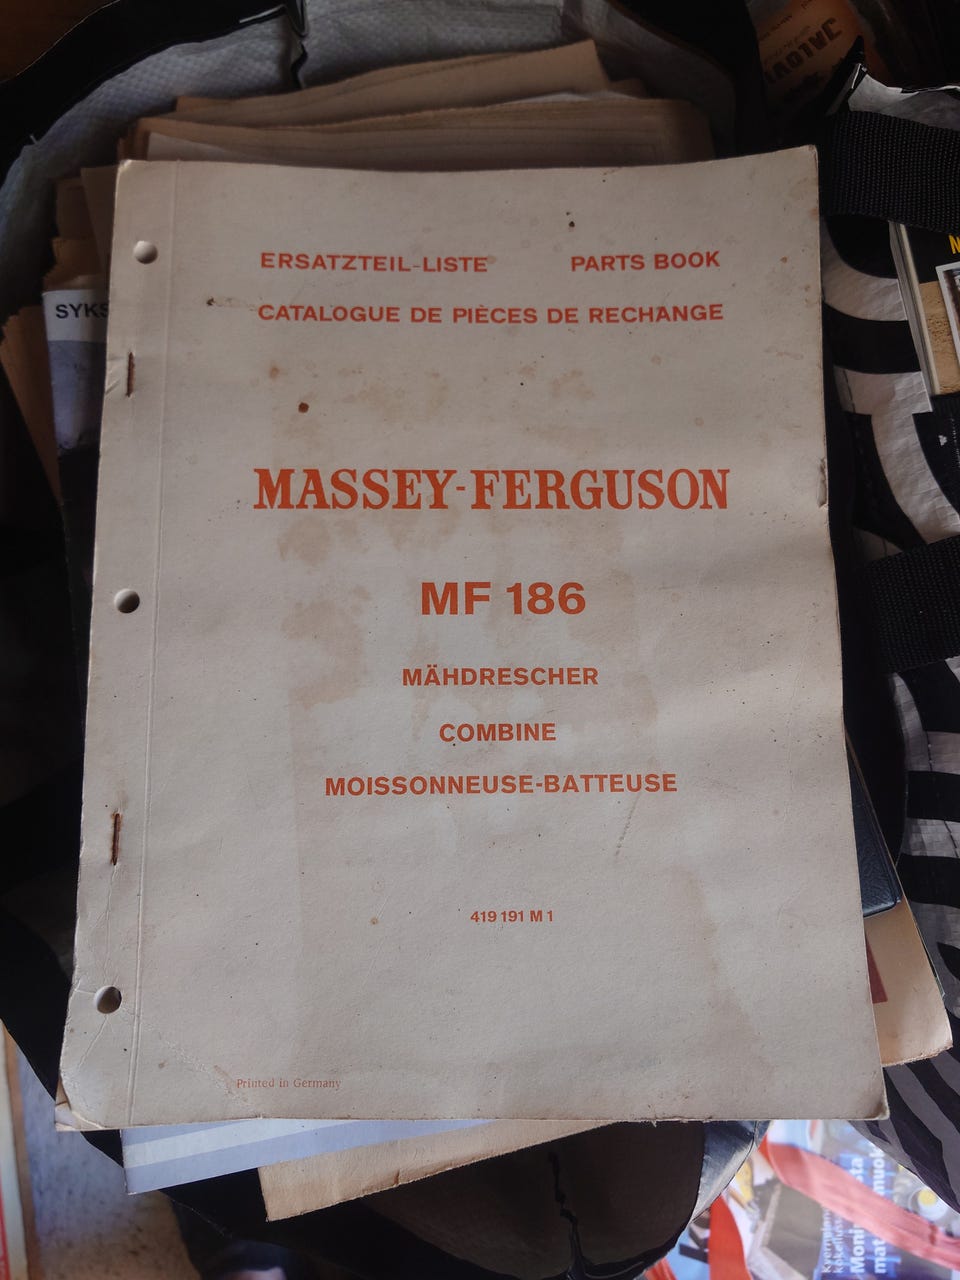 ERSATZTEIL-LISTE PARTS BOOK
CATALOGUE DE PIÈCES DE RECHANGE
MASSEY-FERGUSON
MF 186
MÄHDRESCHER
COMBINE
MOISSONNEUSE-BATTEUSE
419 191 M 1
Printed in Germany
SYKS